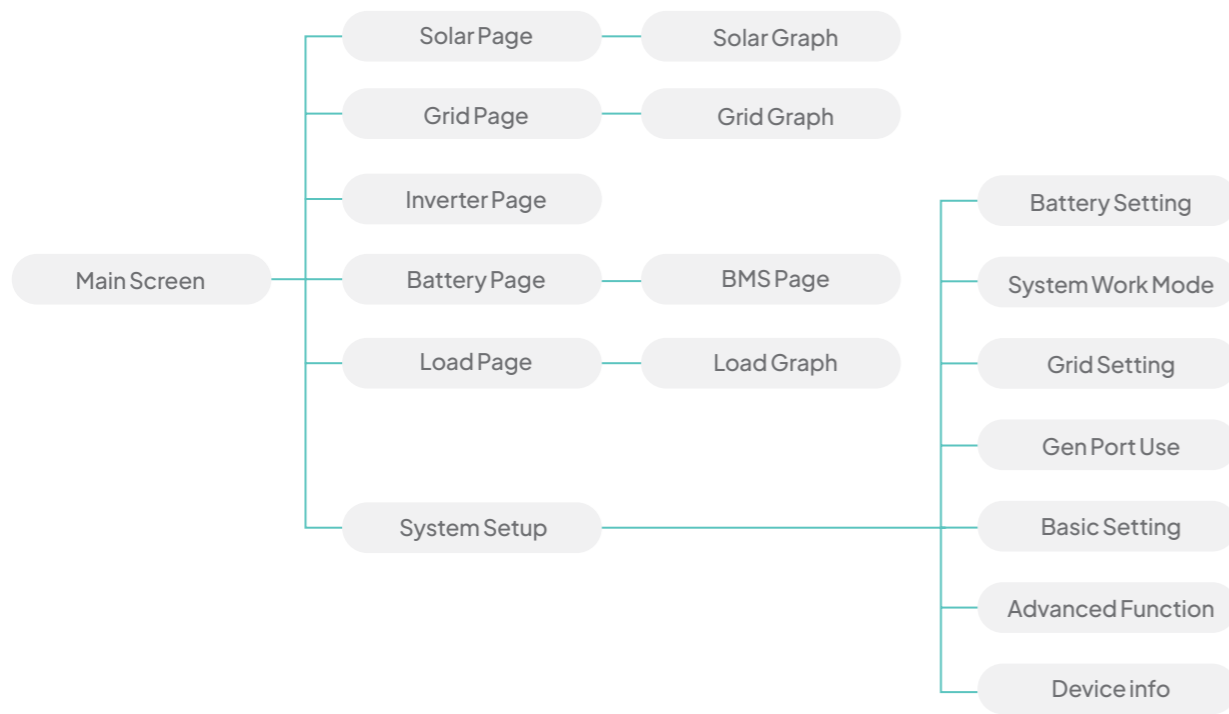 Solar Page
Solar Graph
Grid Page
Grid Graph
Inverter Page
Battery Setting
Main Screen
Battery Page
BMS Page
System Work Mode
Load Page
Load Graph
Grid Setting
Gen Port Use
System Setup
Basic Setting
Advanced Function
Device info